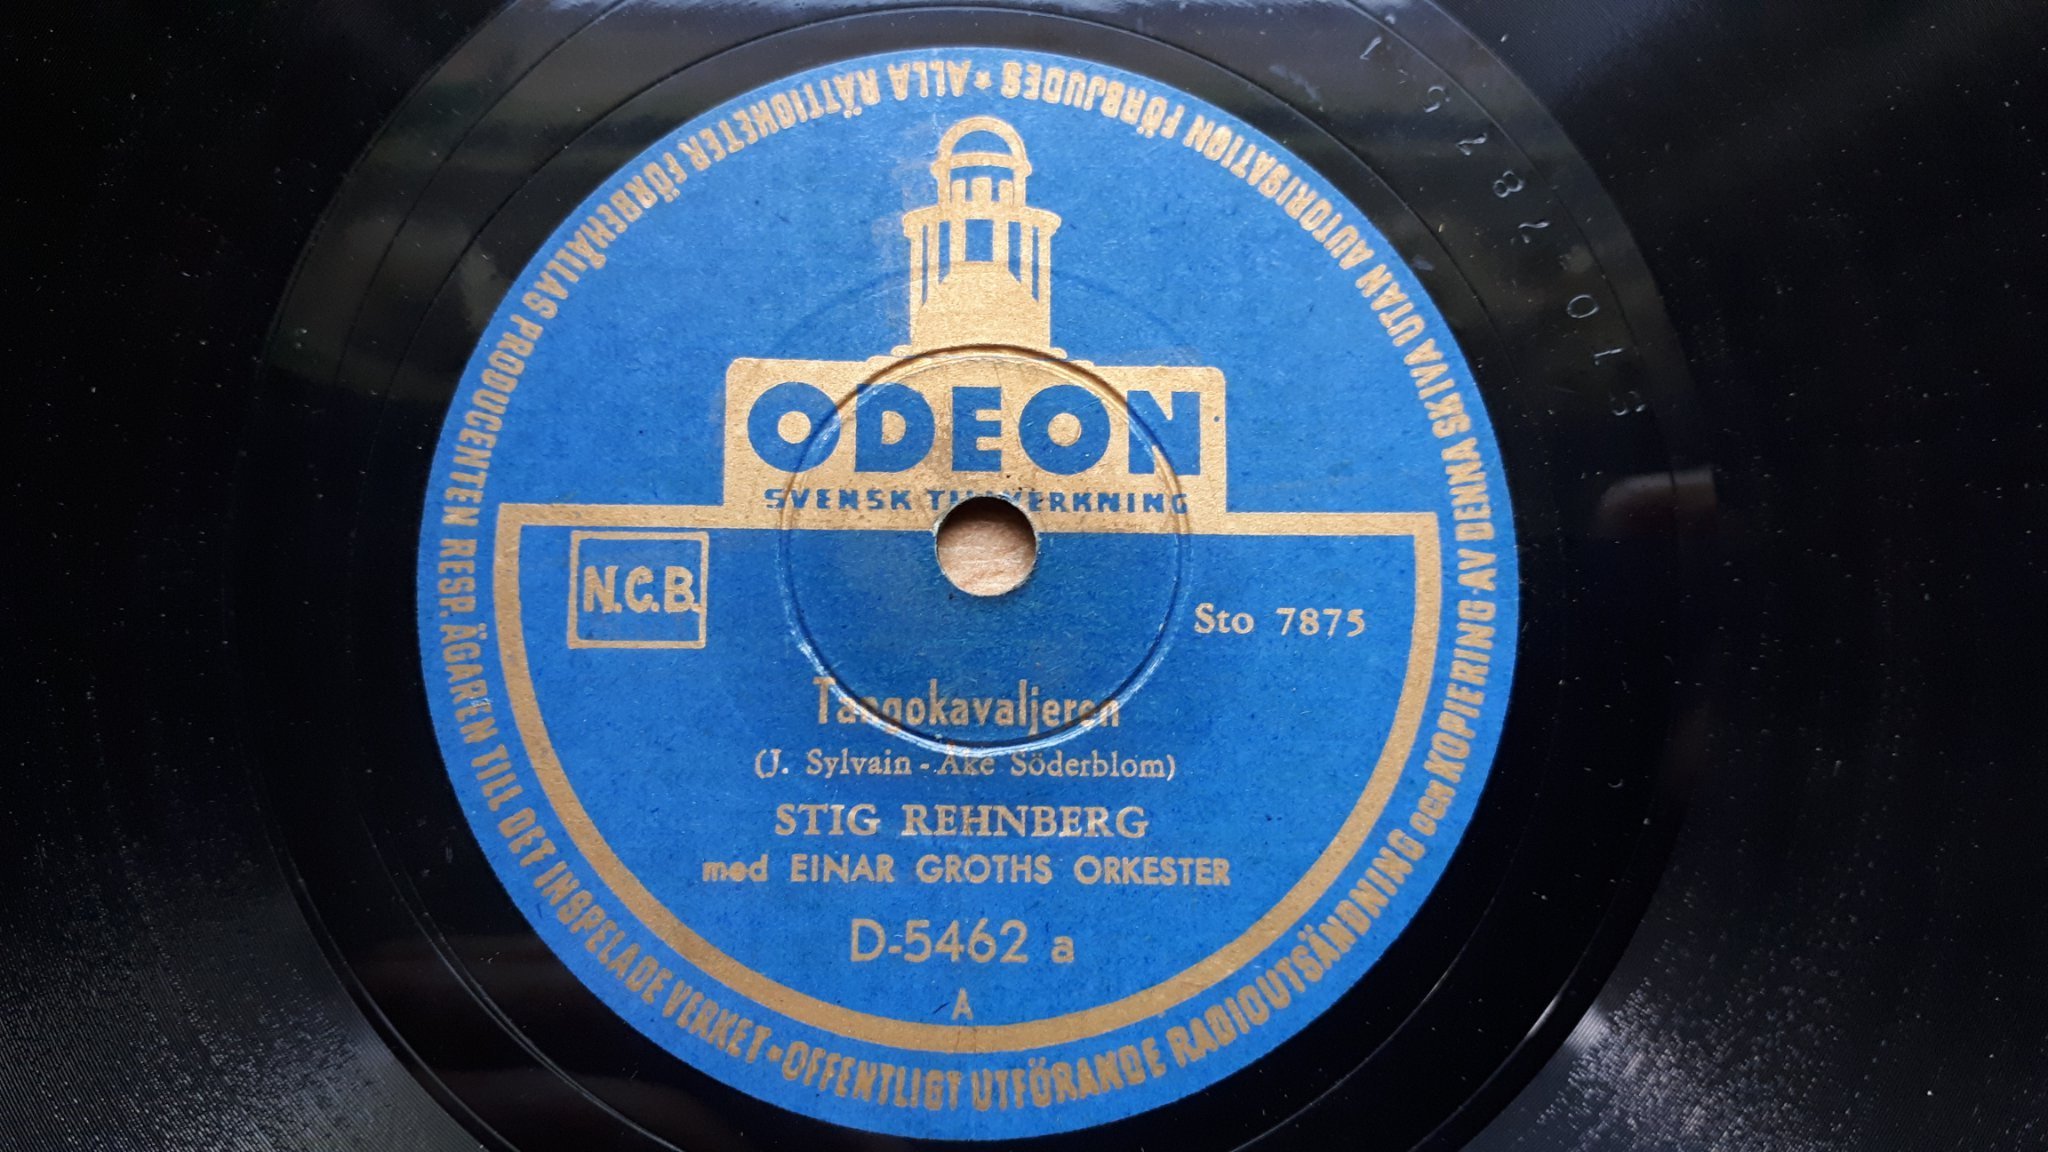 ALLA RÄTTIGKETER FÖRBEHÅLLAS PRODUCENTEN RESP. ÄGAREN TILL DET INSPELADE VERKET • OFFENTLIGT UTFÖRANDE RADIOUTSÄNDNING OCH KOPIERING AV DENNA SKIVA UTAN AUTORISATION FÖRBJUDES *
ODEON
SVENSK TILLVERKNING
N.C.B.
Sto 7875
Tangokavaljeren
(J. Sylvain - Åke Söderblom)
STIG REHNBERG
med EINAR GROTHS ORKESTER
D-5462 a
A